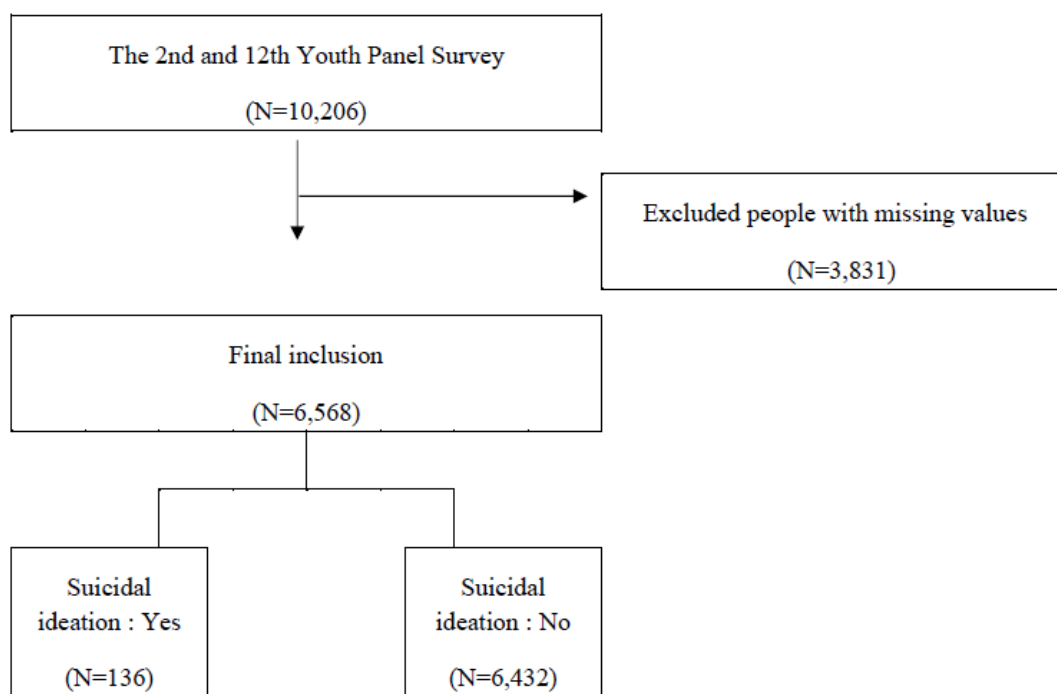 The 2nd and 12th Youth Panel Survey
(N=10,206)
Excluded people with missing values
(N=3,831)
Final inclusion
(N=6,568)
Suicidal
ideation : Yes
(N=136)
Suicidal
ideation : No
(N=6,432)